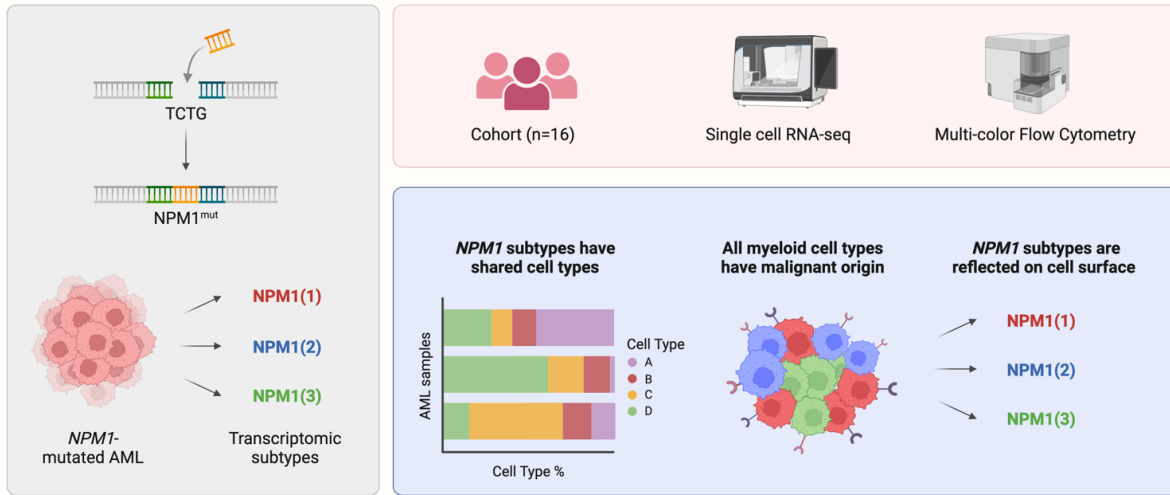 TCTG
NPM1mut
NPM1(1)
NPM1(2)
NPM1(3)
NPM1-
mutated AML
Transcriptomic
subtypes
Cohort (n=16)
Single cell RNA-seq
Multi-color Flow Cytometry
NPM1 subtypes have
shared cell types
AML samples
Cell Type %
Cell Type
A
B
C
D
All myeloid cell types
have malignant origin
NPM1 subtypes are
reflected on cell surface
NPM1(1)
NPM1(2)
NPM1(3)